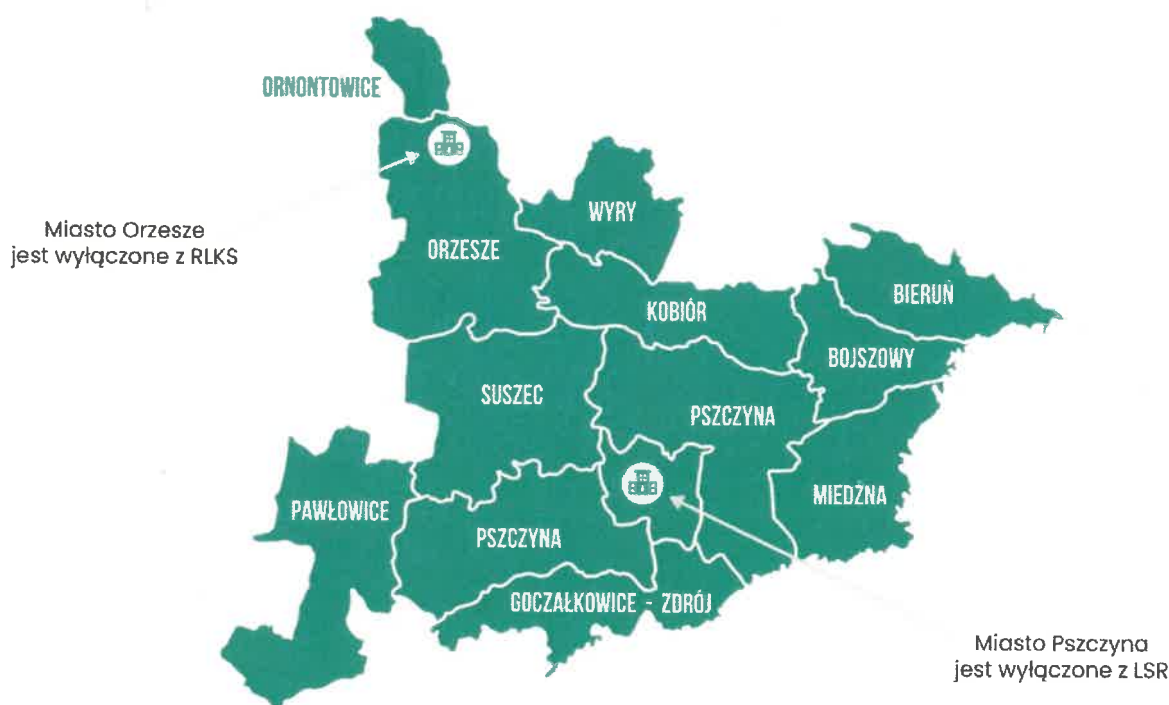 ORNONTOWICE
Miasto Orzesze
jest wyłączone z RLKS
WYRY
ORZESZE
BIERUŃ
KOBIÓR
BOJSZOWY
SUSZEC
PSZCZYNA
MIEDŹNA
PAWŁOWICE
PSZCZYNA
GOCZAŁKOWICE - ZDRÓJ
Miasto Pszczyna
jest wyłączone z LSR